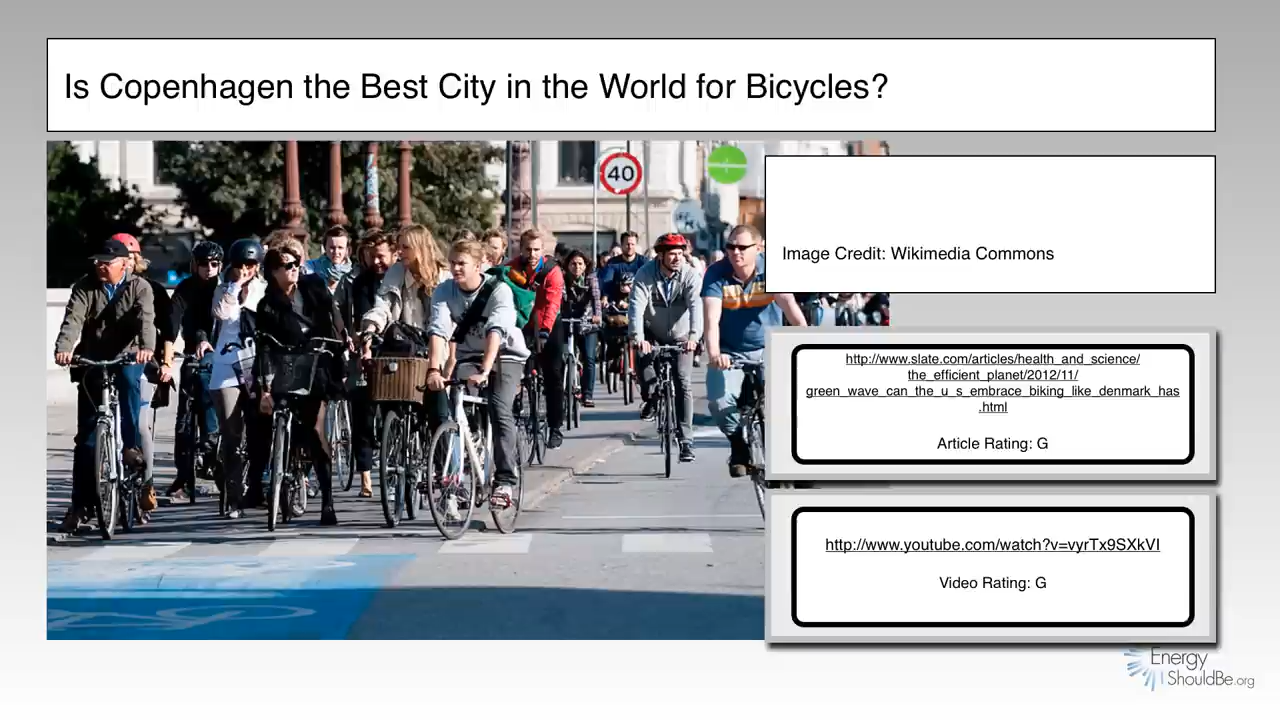 Is Copenhagen the Best City in the World for Bicycles?
40
Image Credit: Wikimedia Commons
http://www.slate.com/articles/health_and_science/
the_efficient_planet/2012/11/
green_wave_can_the_u_s_embrace_biking_like_denmark_has
.html
Article Rating: G
http://www.youtube.com/watch?v=vyrTx9SXkVI
Video Rating: G
Energy
ShouldBe.org